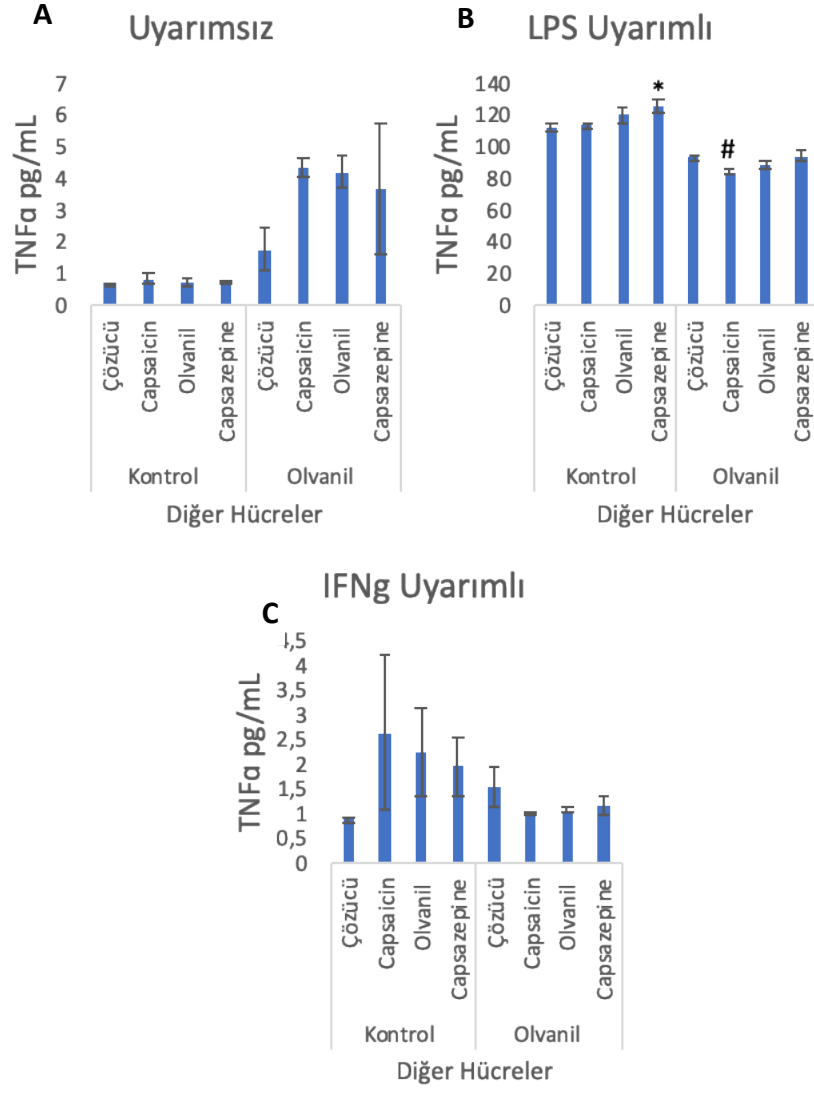 A
Uyarımsız
TNFα pg/mL
7
6
5
4
3
2
1
0
Çözücü
Capsaicin
Olvanil
Capsazepine
Çözücü
Capsaicin
Olvanil
Capsazepine
Kontrol
Olvanil
Diğer Hücreler
B
LPS Uyarımlı
TNFα pg/mL
140
120
100
80
60
40
20
0
*
#
Çözücü
Capsaicin
Olvanil
Capsazepine
Çözücü
Capsaicin
Olvanil
Capsazepine
Kontrol
Olvanil
Diğer Hücreler
C
IFNg Uyarımlı
TNFα pg/mL
4,5
4
3,5
3
2,5
2
1,5
1
0,5
0
Çözücü
Capsaicin
Olvanil
Capsazepine
Çözücü
Capsaicin
Olvanil
Capsazepine
Kontrol
Olvanil
Diğer Hücreler